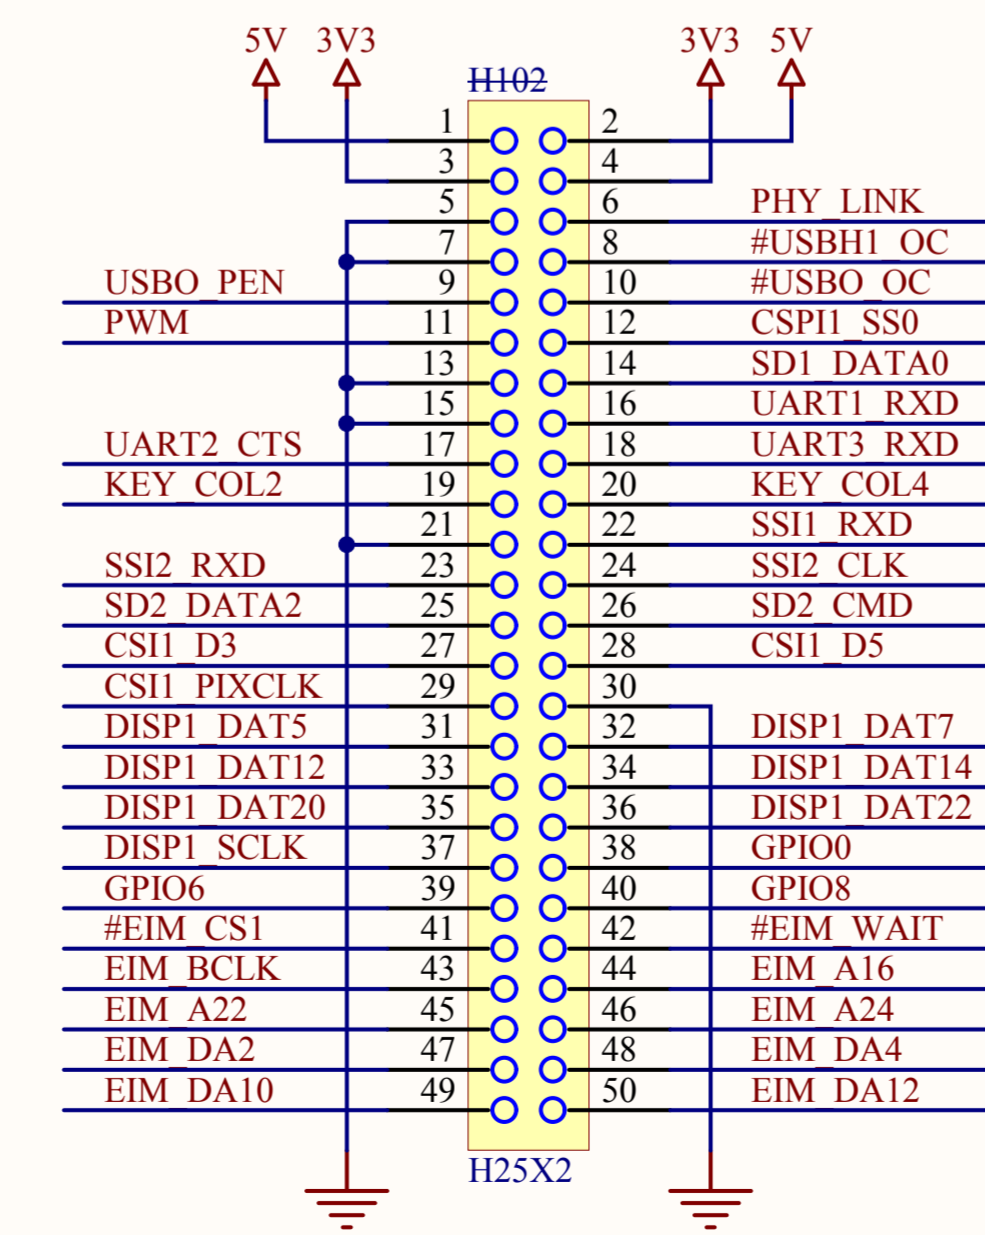 5V 3V3 3V3 5V
H102
1 2
3 4
5 6 PHY_LINK
7 8 #USBH1_OC
USBO_PEN 9 10 #USBO_OC
PWM 11 12 CSPI1_SS0
13 14 SD1_DATA0
15 16 UART1_RXD
UART2_CTS 17 18 UART3_RXD
KEY_COL2 19 20 KEY_COL4
21 22 SSI1_RXD
SSI2_RXD 23 24 SSI2_CLK
SD2_DATA2 25 26 SD2_CMD
CSI1_D3 27 28 CSI1_D5
CSI1_PIXCLK 29 30
DISP1_DAT5 31 32 DISP1_DAT7
DISP1_DAT12 33 34 DISP1_DAT14
DISP1_DAT20 35 36 DISP1_DAT22
DISP1_SCLK 37 38 GPIO0
GPIO6 39 40 GPIO8
#EIM_CS1 41 42 #EIM_WAIT
EIM_BCLK 43 44 EIM_A16
EIM_A22 45 46 EIM_A24
EIM_DA2 47 48 EIM_DA4
EIM_DA10 49 50 EIM_DA12
H25X2